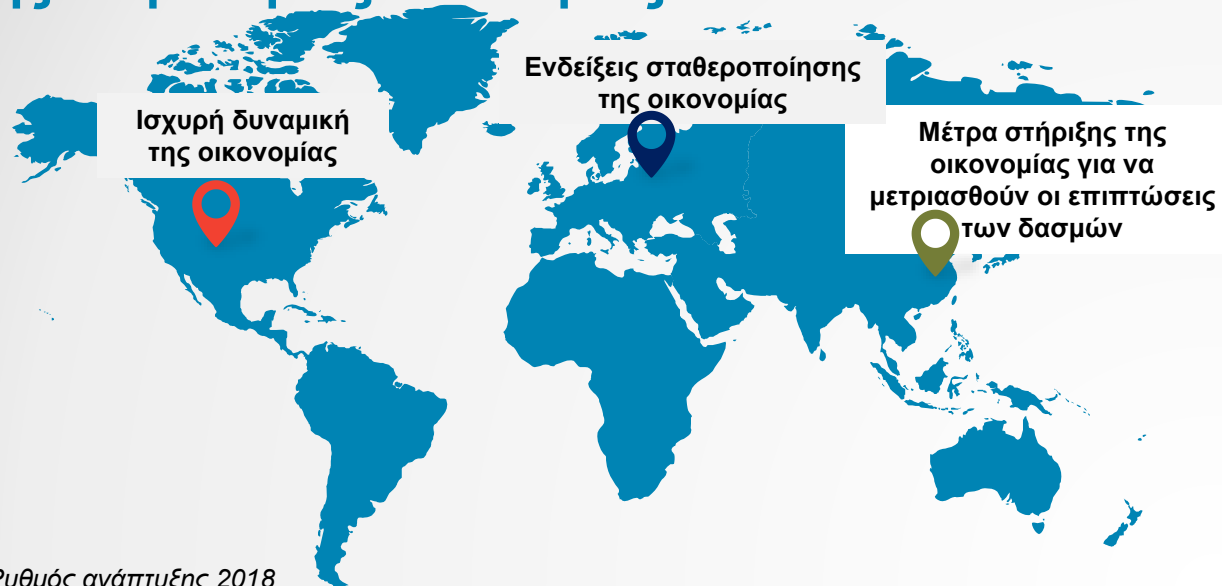 Ισχυρή δυναμική
της οικονομίας
Ενδείξεις σταθεροποίησης
της οικονομίας
Μέτρα στήριξης της
οικονομίας για να
μετριασθούν οι επιπτώσεις
των δασμών
Ρυθμός ανάπτυξης 2018